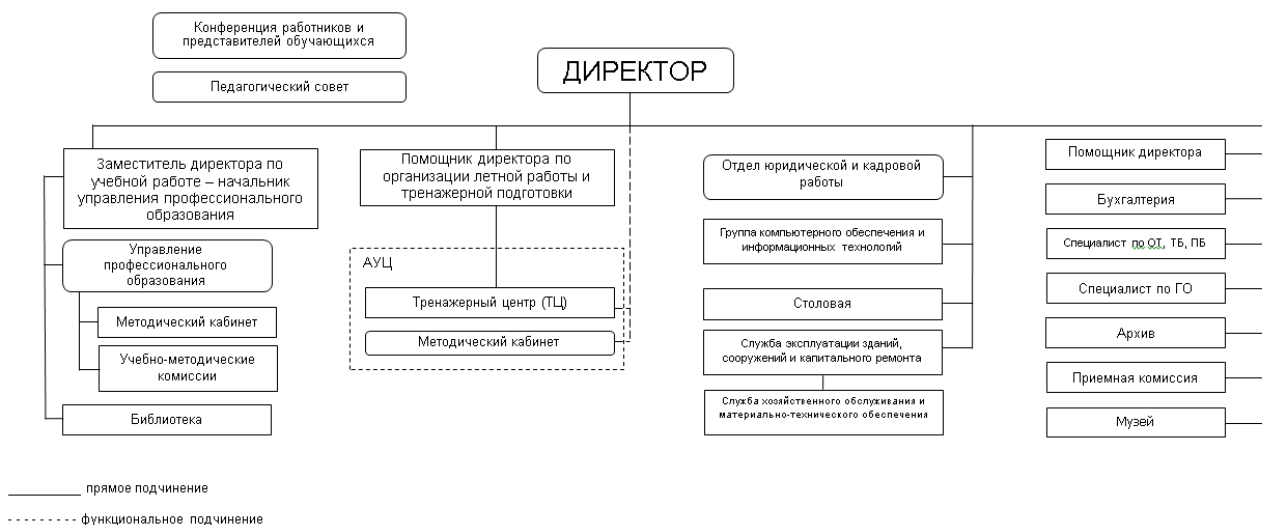 Конференция работников и
представителей обучающихся
Педагогический совет
ДИРЕКТОР
Заместитель директора по
учебной работе – начальник
управления профессионального
образования
Управление
профессионального
образования
Методический кабинет
Учебно-методические
комиссии
Библиотека
Помощник директора по
организации летной работы и
тренажерной подготовки
АУЦ
Тренажерный центр (ТЦ)
Методический кабинет
Отдел юридической и кадровой
работы
Группа компьютерного обеспечения и
информационных технологий
Столовая
Служба эксплуатации зданий,
сооружений и капитального ремонта
Служба хозяйственного обслуживания и
материально-технического обеспечения
Помощник директора
Бухгалтерия
Специалист по ОТ, ТБ, ПБ
Специалист по ГО
Архив
Приемная комиссия
Музей
прямое подчинение
функциональное подчинение